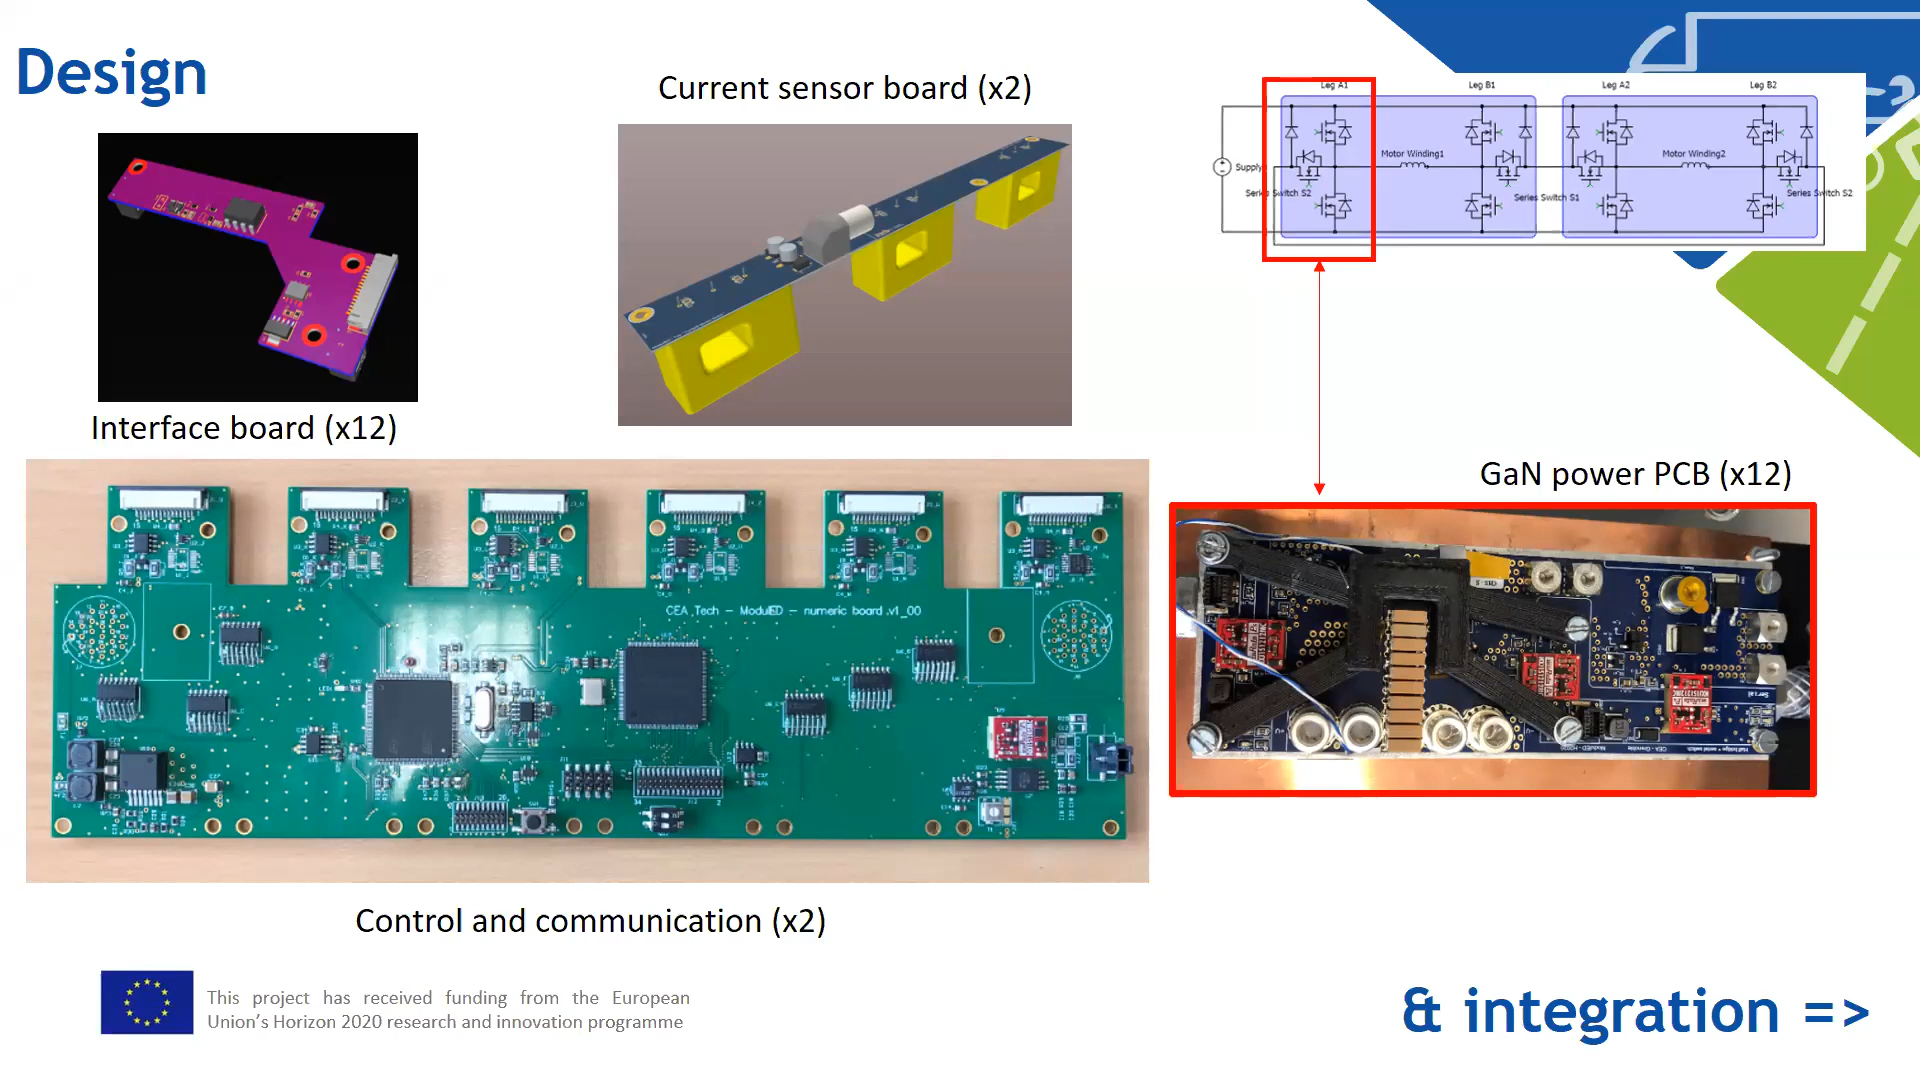 Design
Current sensor board (x2)
Leg A1
Leg B1
Leg A2
Leg B2
Supply
Motor Winding1
Motor Winding2
Series Switch S2
Series Switch S1
Series Switch S2
Interface board (x12)
GaN power PCB (x12)
CEA Tech - ModulED - numeric board .v1_00
Control and communication (x2)
This project has received funding from the European
Union's Horizon 2020 research and innovation programme
& integration =>